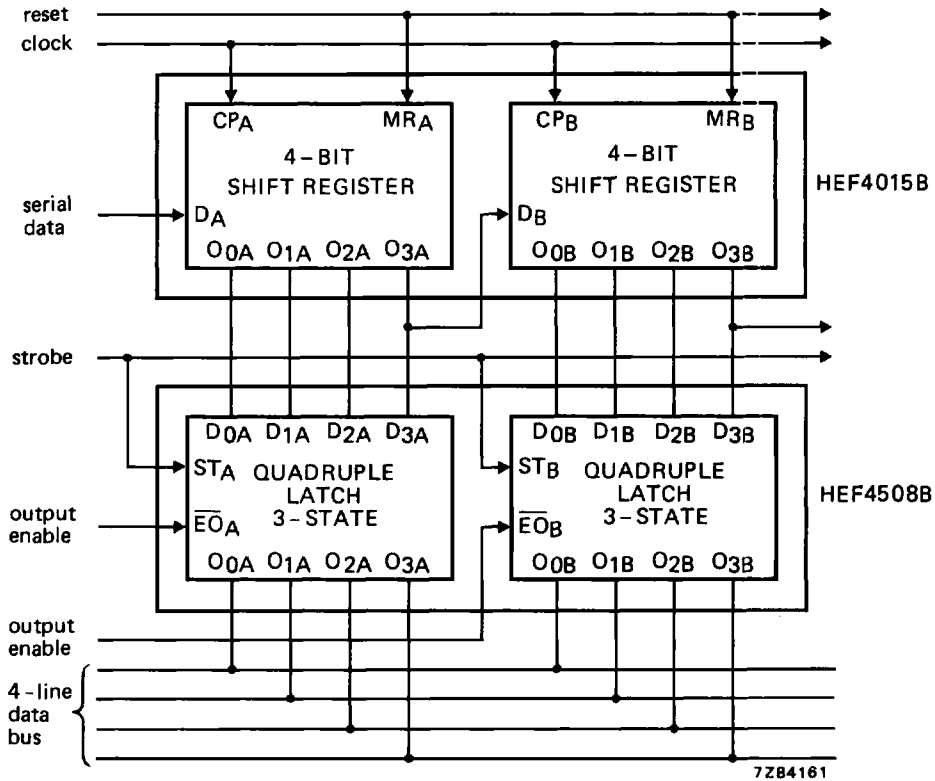 reset
clock
CPA MRA CPB MRB
4-BIT
SHIFT REGISTER
4-BIT
SHIFT REGISTER
HEF4015B
serial
data
DA
DB
O0A O1A O2A O3A
O0B O1B O2B O3B
strobe
D0A D1A D2A D3A
D0B D1B D2B D3B
STA
QUADRUPLE
LATCH
3-STATE
STB
QUADRUPLE
LATCH
3-STATE
HEF4508B
output
enable
E̅O̅A
E̅O̅B
O0A O1A O2A O3A
O0B O1B O2B O3B
output
enable
4-line
data
bus
7Z84161